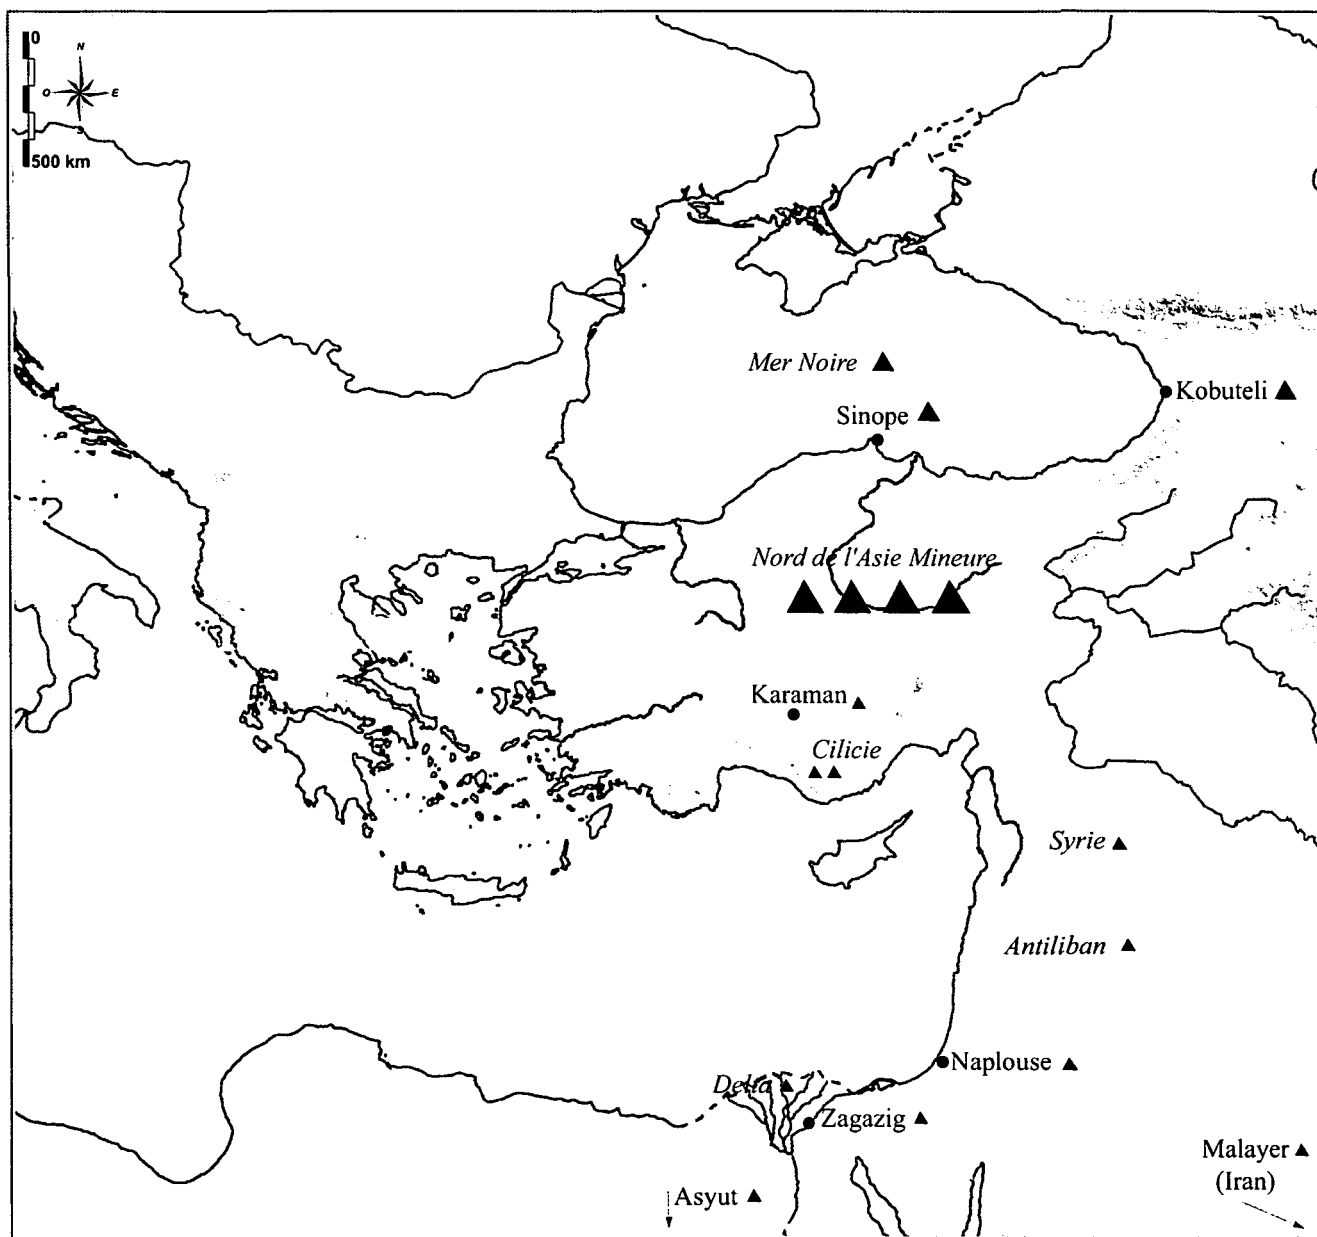 0
N
O E
S
500 km
Mer Noire
Kobuteli
Sinope
Nord de l'Asie Mineure
Karaman
Cilicie
Syrie
Antiliban
Naplouse
Delta
Zagazig
Malayer
(Iran)
Asyut